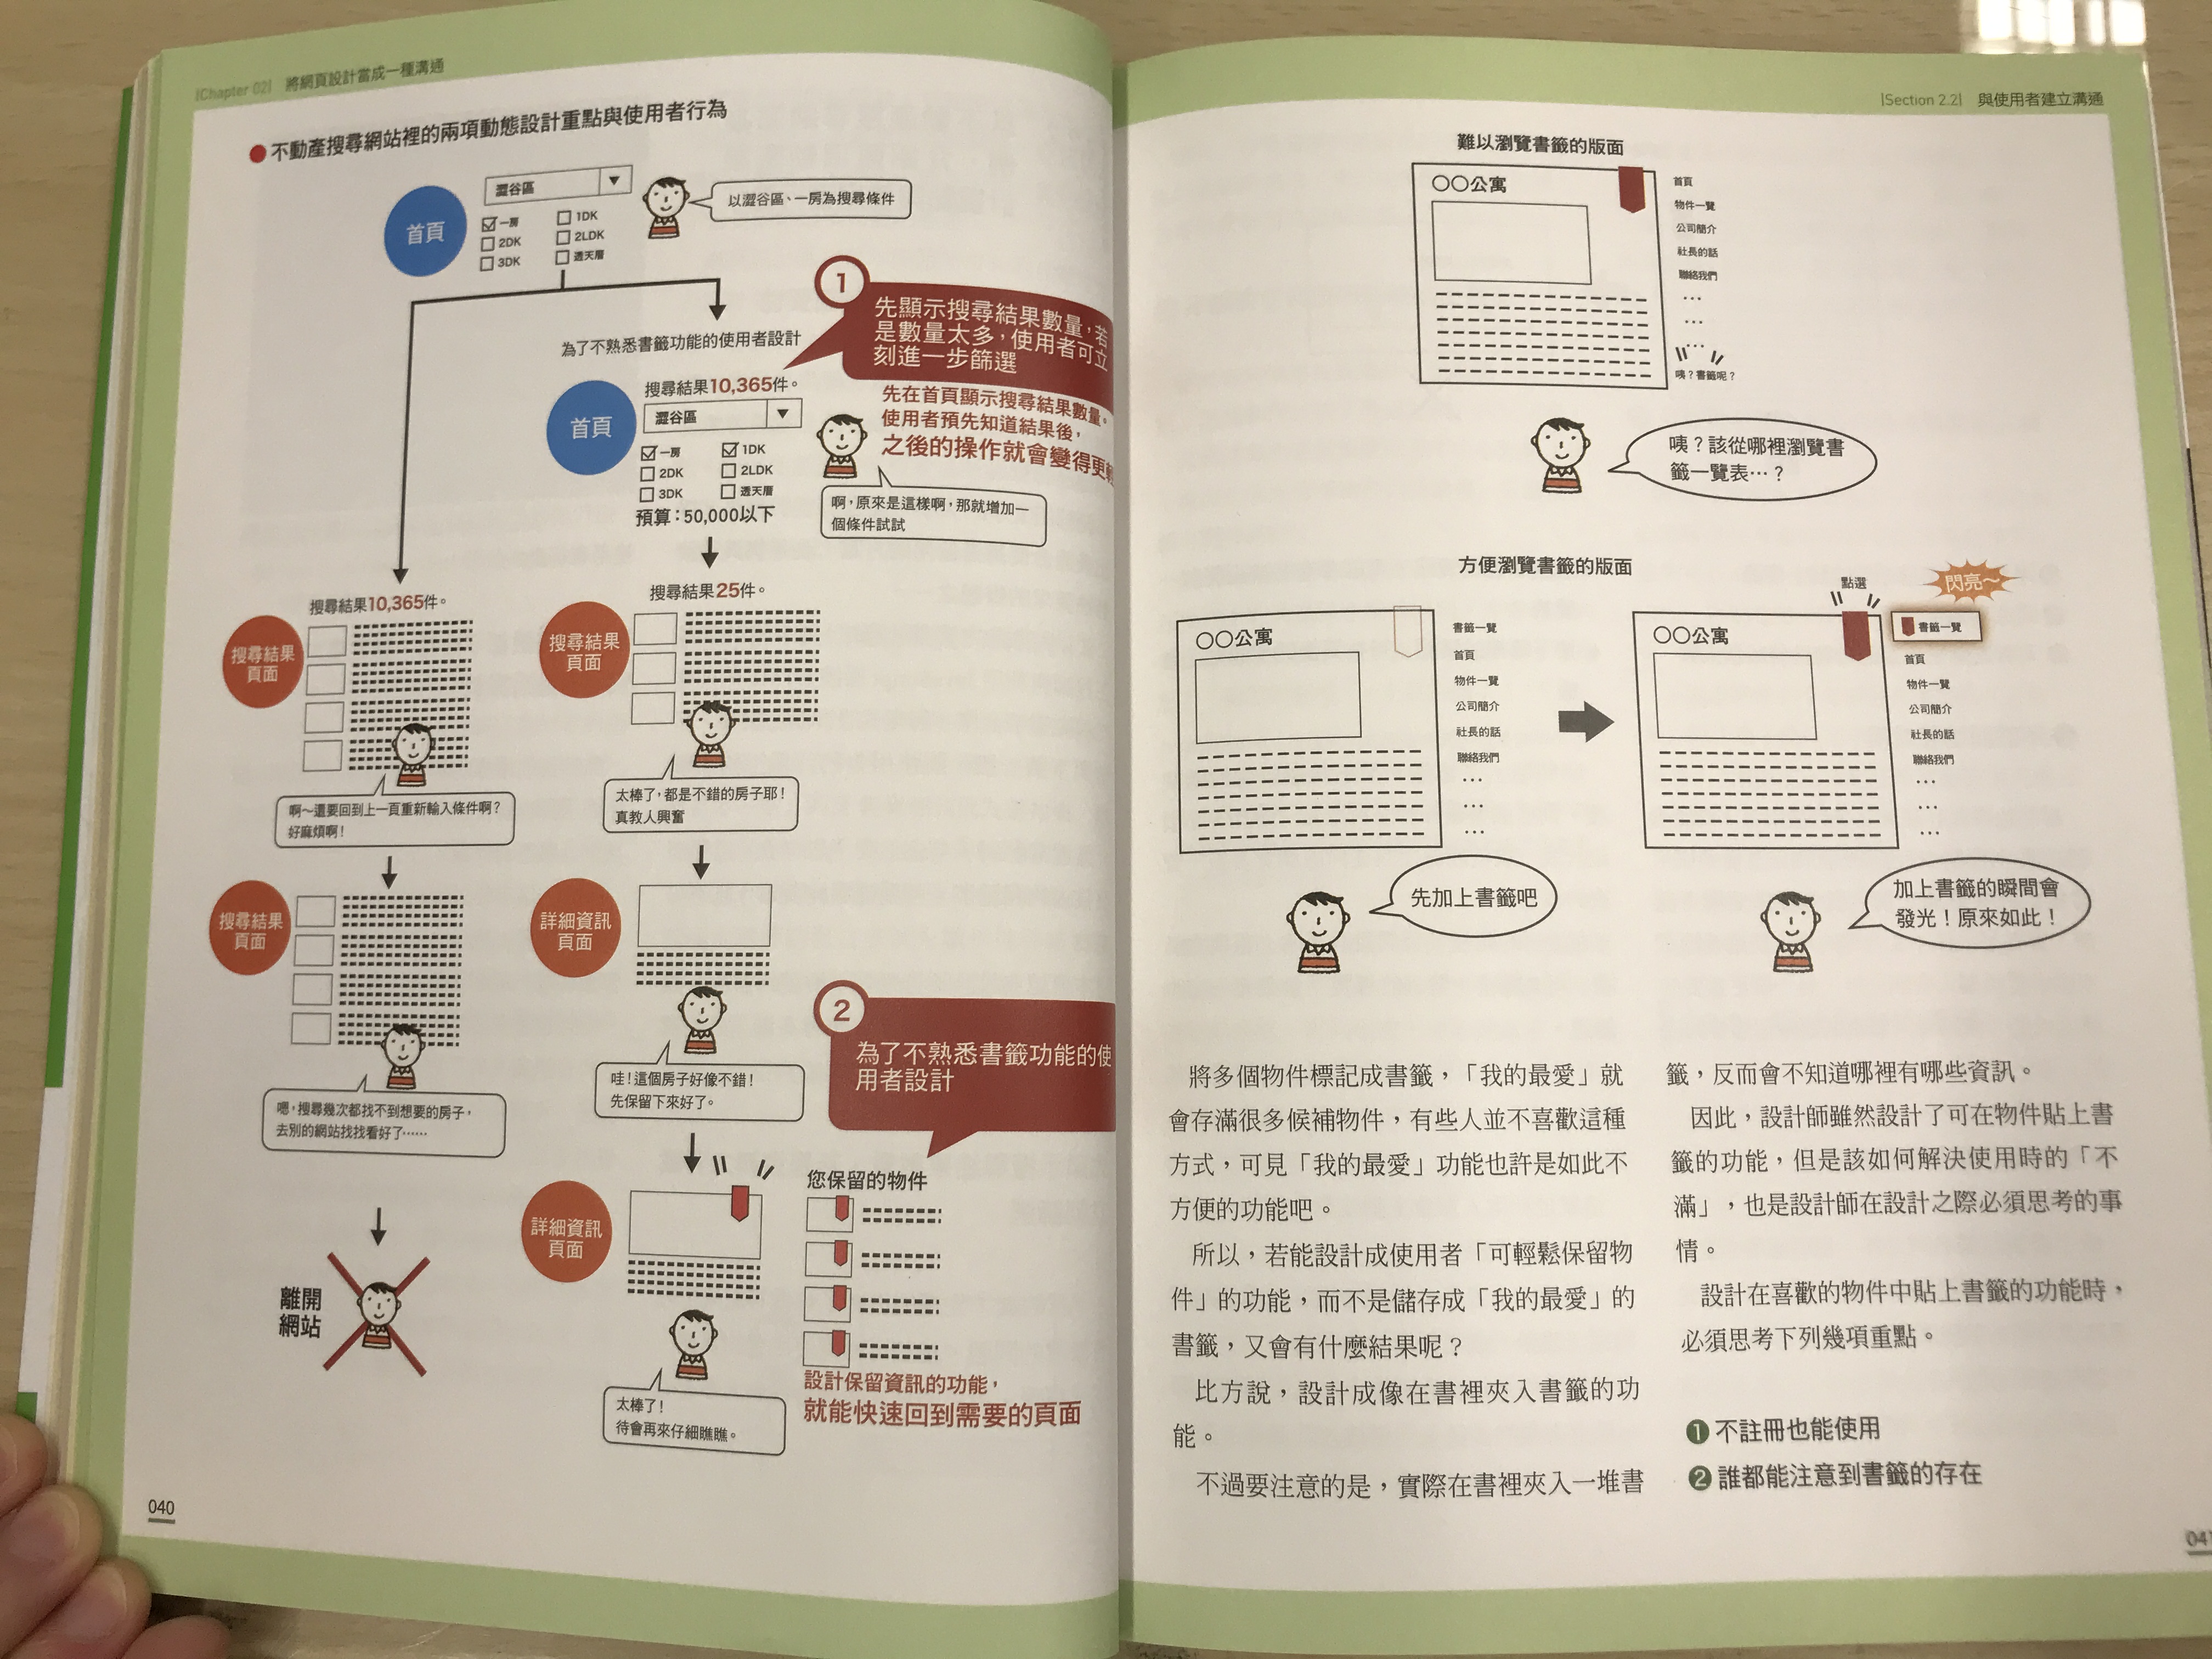 |Chapter 02| 將網頁設計當成一種溝通
不動產搜尋網站裡的兩項動態設計重點與使用者行為
首頁
澀谷區 ▼
一房 1DK
2DK 2LDK
3DK 透天厝
以澀谷區、一房為搜尋條件
1
先顯示搜尋結果數量,若
是數量太多,使用者可立
刻進一步篩選
為了不熟悉書籤功能的使用者設計
首頁
搜尋結果10,365件。
澀谷區 ▼
一房 1DK
2DK 2LDK
3DK 透天厝
預算:50,000以下
先在首頁顯示搜尋結果數量。
使用者預先知道結果後,
之後的操作就會變得更
啊,原來是這樣啊,那就增加一
個條件試試
搜尋結果10,365件。
搜尋結果
頁面
啊~還要回到上一頁重新輸入條件啊?
好麻煩啊!
搜尋結果
頁面
嗯,搜尋幾次都找不到想要的房子,
去別的網站找找看好了……
離開
網站
搜尋結果25件。
搜尋結果
頁面
太棒了,都是不錯的房子耶!
真教人興奮
詳細資訊
頁面
哇!這個房子好像不錯!
先保留下來好了。
2
為了不熟悉書籤功能的使
用者設計
詳細資訊
頁面
您保留的物件
太棒了!
待會再來仔細瞧瞧。
設計保留資訊的功能,
就能快速回到需要的頁面
040
|Section 2.2| 與使用者建立溝通
難以瀏覽書籤的版面
○○公寓
首頁
物件一覽
公司簡介
社長的話
聯絡我們
…
…
…
咦?書籤呢?
咦?該從哪裡瀏覽書
籤一覽表…?
方便瀏覽書籤的版面
○○公寓
書籤一覽
首頁
物件一覽
公司簡介
社長的話
聯絡我們
…
…
…
先加上書籤吧
點選
閃亮~
○○公寓
書籤一覽
首頁
物件一覽
公司簡介
社長的話
聯絡我們
…
…
…
加上書籤的瞬間會
發光!原來如此!
將多個物件標記成書籤,「我的最愛」就
會存滿很多候補物件,有些人並不喜歡這種
方式,可見「我的最愛」功能也許是如此不
方便的功能吧。
所以,若能設計成使用者「可輕鬆保留物
件」的功能,而不是儲存成「我的最愛」的
書籤,又會有什麼結果呢?
比方說,設計成像在書裡夾入書籤的功
能。
不過要注意的是,實際在書裡夾入一堆書
籤,反而會不知道哪裡有哪些資訊。
因此,設計師雖然設計了可在物件貼上書
籤的功能,但是該如何解決使用時的「不
滿」,也是設計師在設計之際必須思考的事
情。
設計在喜歡的物件中貼上書籤的功能時,
必須思考下列幾項重點。
❶ 不註冊也能使用
❷ 誰都能注意到書籤的存在